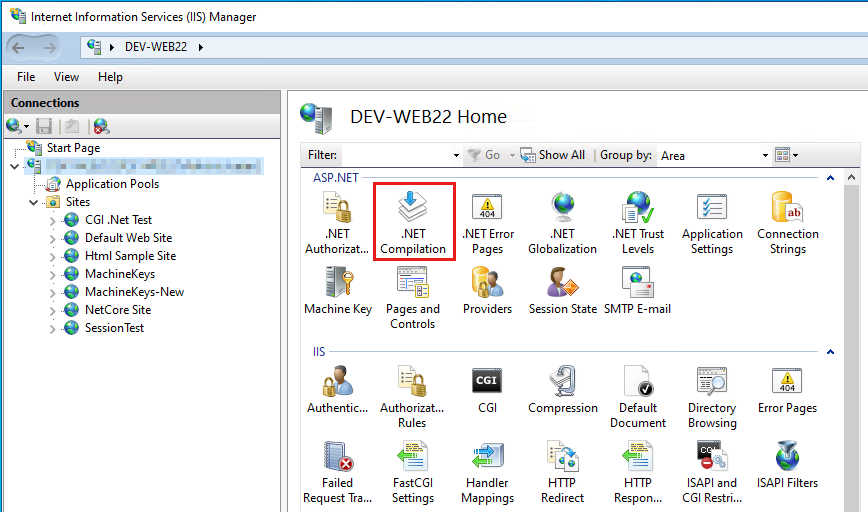 Internet Information Services (IIS) Manager
DEV-WEB22
File View Help
Connections
Start Page
Application Pools
Sites
CGI .Net Test
Default Web Site
Html Sample Site
MachineKeys
MachineKeys-New
NetCore Site
SessionTest
DEV-WEB22 Home
Filter: Go Show All Group by: Area
ASP.NET
.NET Authorizat...
.NET Compilation
.NET Error Pages
404
.NET Globalization
.NET Trust Levels
Application Settings
Connection Strings
ab
Machine Key
Pages and Controls
Providers
Session State
SMTP E-mail
IIS
Authentic...
Authorizat... Rules
CGI
CGI
Compression
Default Document
Directory Browsing
Error Pages
404
Failed Request Tra...
FastCGI Settings
Handler Mappings
HTTP Redirect
HTTP Respon...
ISAPI and CGI Restri...
CGI
ISAPI Filters